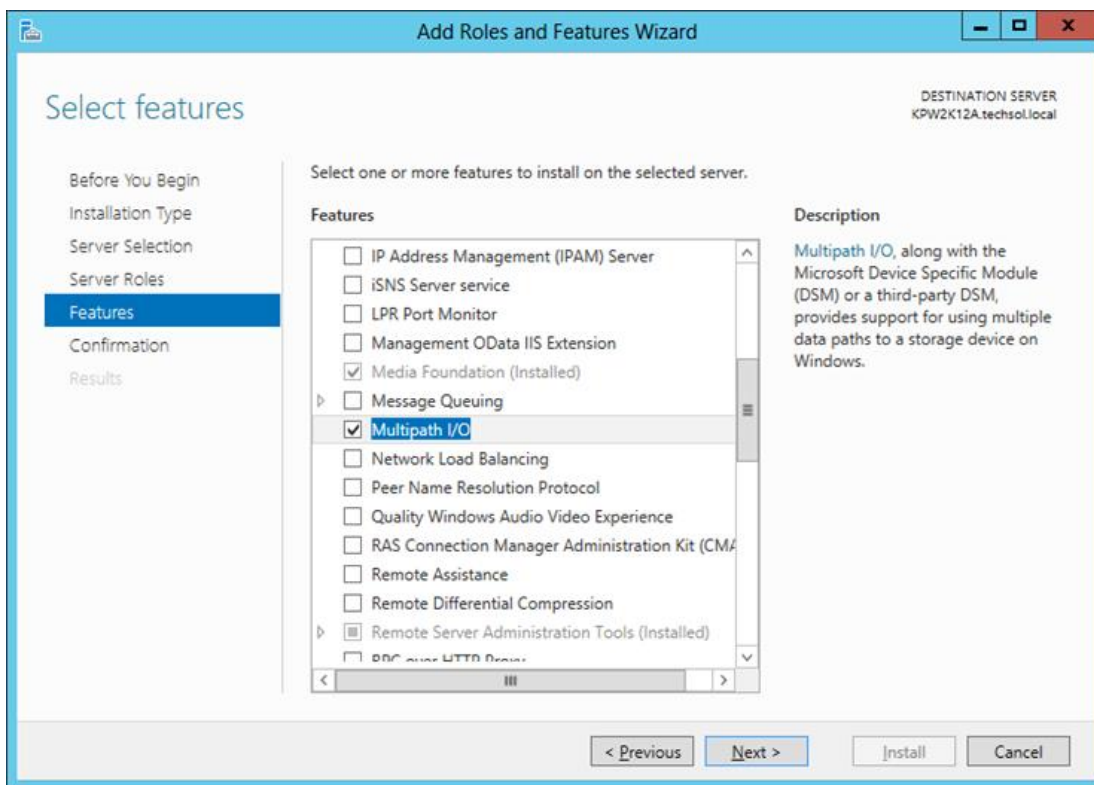 Add Roles and Features Wizard
Select features
DESTINATION SERVER
KPW2K12A.techsol.local
Before You Begin
Installation Type
Server Selection
Server Roles
Features
Confirmation
Results
Select one or more features to install on the selected server.
Features
IP Address Management (IPAM) Server
iSNS Server service
LPR Port Monitor
Management OData IIS Extension
Media Foundation (Installed)
Message Queuing
Multipath I/O
Network Load Balancing
Peer Name Resolution Protocol
Quality Windows Audio Video Experience
RAS Connection Manager Administration Kit (CMA
Remote Assistance
Remote Differential Compression
Remote Server Administration Tools (Installed)
RPC over HTTP Proxy
Description
Multipath I/O, along with the
Microsoft Device Specific Module
(DSM) or a third-party DSM,
provides support for using multiple
data paths to a storage device on
Windows.
< Previous
Next >
Install
Cancel